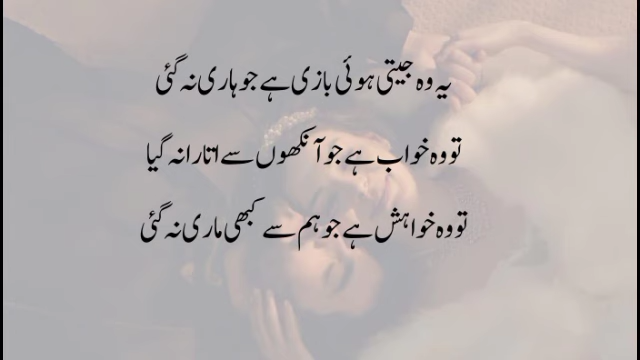 یہ وہ جیتی ہوئی بازی ہے جو ہاری نہ گئی
تو وہ خواب ہے جو آنکھوں سے اتارا نہ گیا
تو وہ خواہش ہے جو ہم سے کبھی ماری نہ گئی